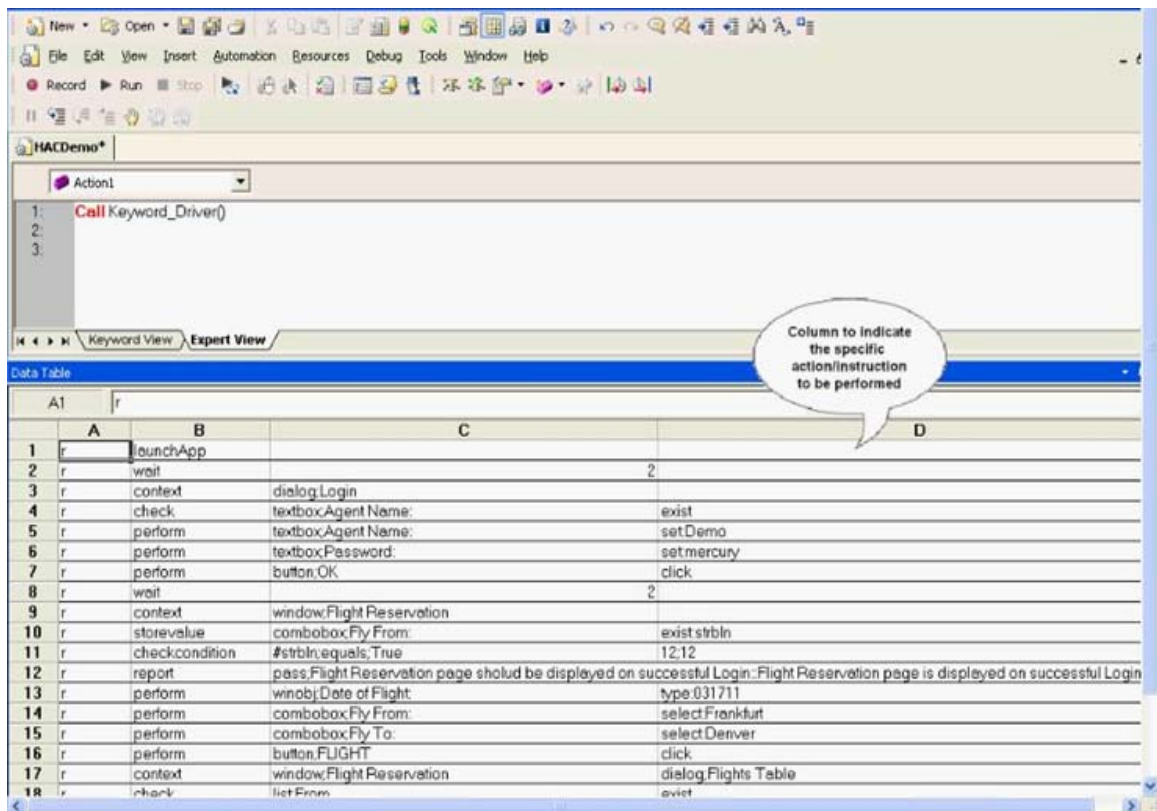 New Open
File Edit View Insert Automation Resources Debug Tools Window Help
Record Run Stop
HACDemo*
Action1
1: Call Keyword_Driver()
2:
3:
Keyword View Expert View
Column to indicate
the specific
action/instruction
to be performed
Data Table
A1 r
A B C D
1 r launchApp
2 r wait 2
3 r context dialog;Login
4 r check textbox;Agent Name: exist
5 r perform textbox;Agent Name: set:Demo
6 r perform textbox;Password: set:mercury
7 r perform button;OK click
8 r wait 2
9 r context window;Flight Reservation
10 r storevalue combobox;Fly From: exist:strbln
11 r checkcondition #strbln;equals;True 12;12
12 r report pass;Flight Reservation page sholud be displayed on successful Login::Flight Reservation page is displayed on successful Login
13 r perform winobj;Date of Flight: type:031711
14 r perform combobox;Fly From: select:Frankfurt
15 r perform combobox;Fly To: select:Denver
16 r perform button;FLIGHT click
17 r context window;Flight Reservation dialog;Flights Table
18 r check list;From exist